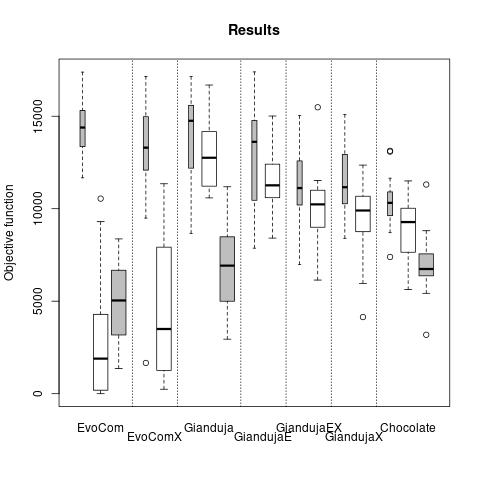 Results
Objective function
15000
10000
5000
0
EvoCom Gianduja GiandujaEX Chocolate
EvoComX GiandujaE GiandujaX